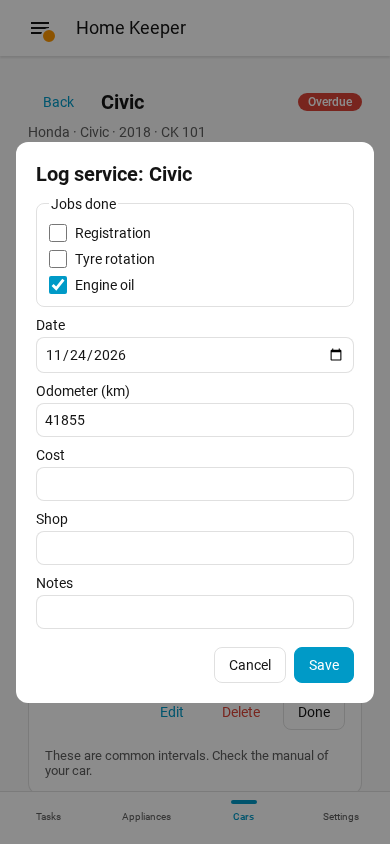 Home Keeper
Back
Civic
Overdue
Honda · Civic · 2018 · CK 101
Log service: Civic
Jobs done
Registration
Tyre rotation
Engine oil
Date
11/24/2026
Odometer (km)
41855
Cost
Shop
Notes
Cancel
Save
Edit
Delete
Done
These are common intervals. Check the manual of
your car.
Tasks
Appliances
Cars
Settings